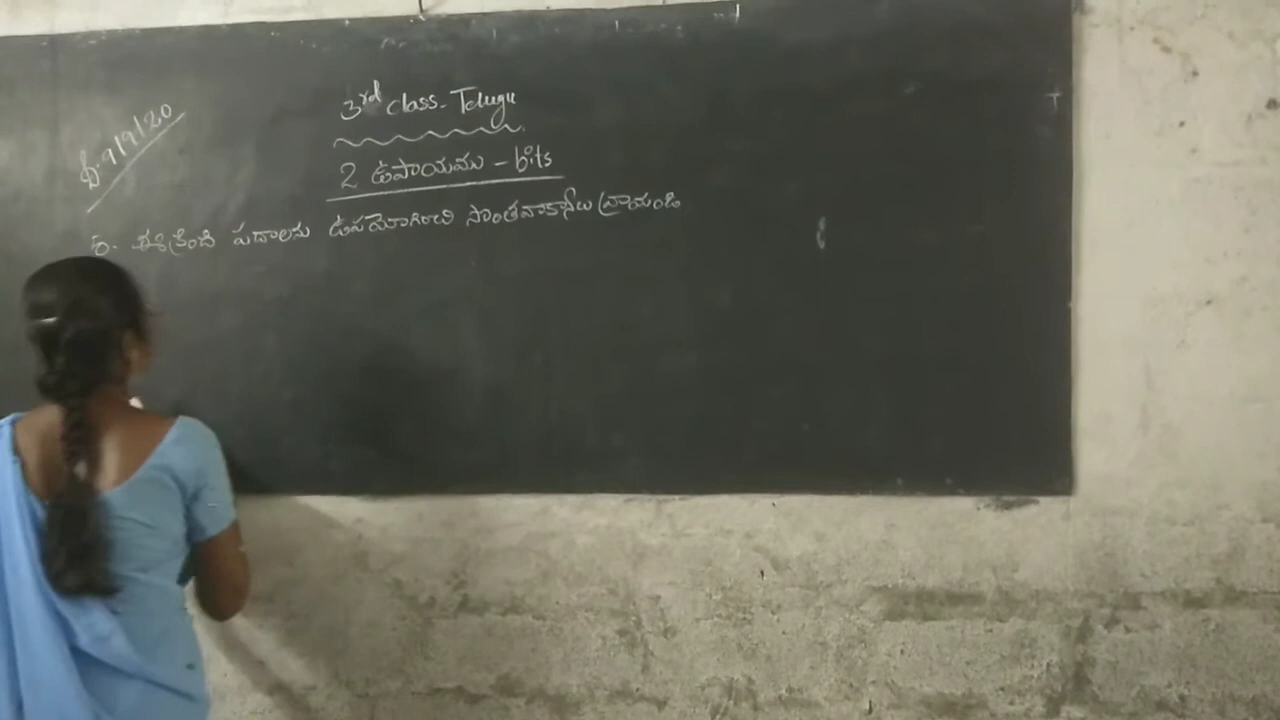 9/9/20
3rd class- Telugu
2 ఉపాయము - bits
ఈ క్రింది పదాలను ఉపయోగించి సొంతవాక్యాలు వ్రాయండి